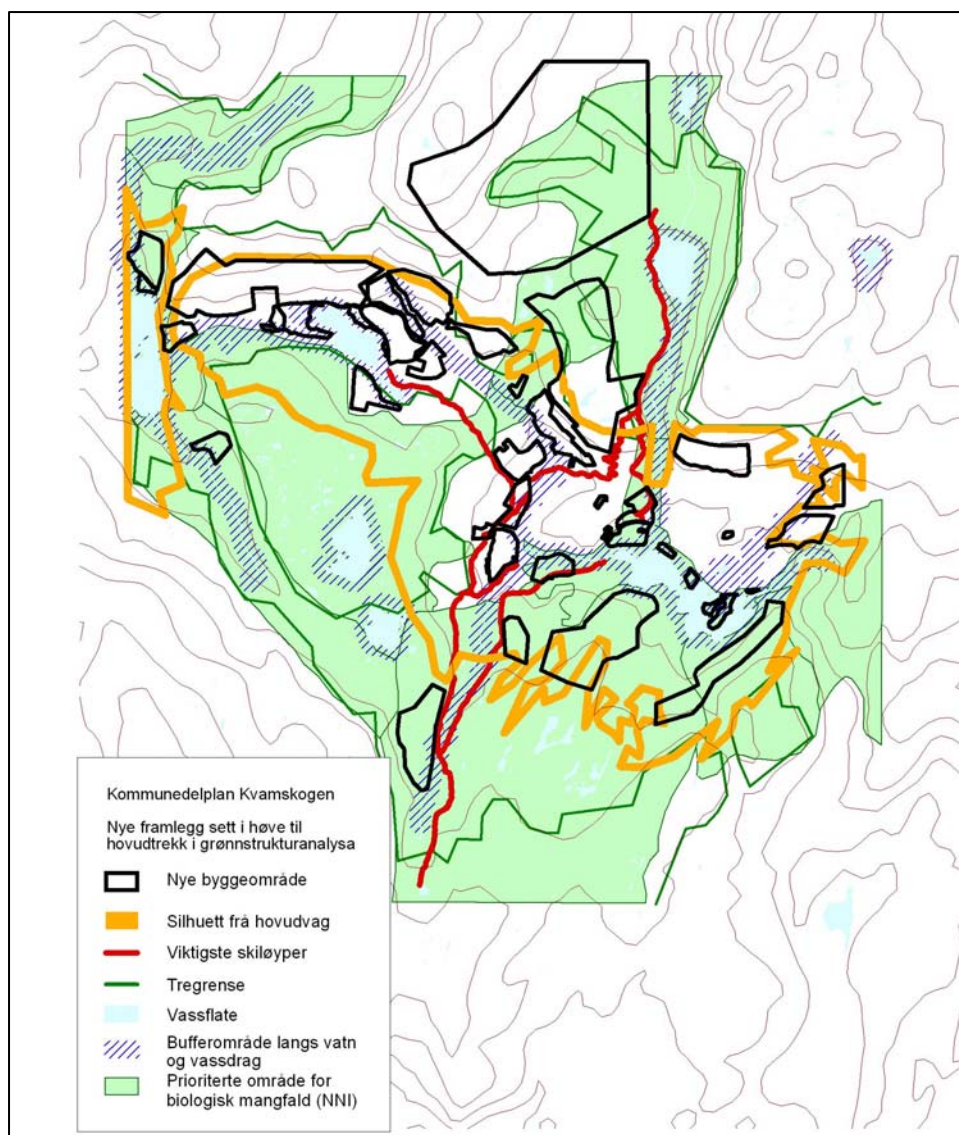 Kommunedelplan Kvamskogen
Nye framlegg sett i høve til
hovudtrekk i grønnstrukturanalysa
Nye byggeområde
Silhuett frå hovudvag
Viktigste skiløyper
Tregrense
Vassflate
Bufferområde langs vatn
og vassdrag
Prioriterte område for
biologisk mangfald (NNI)